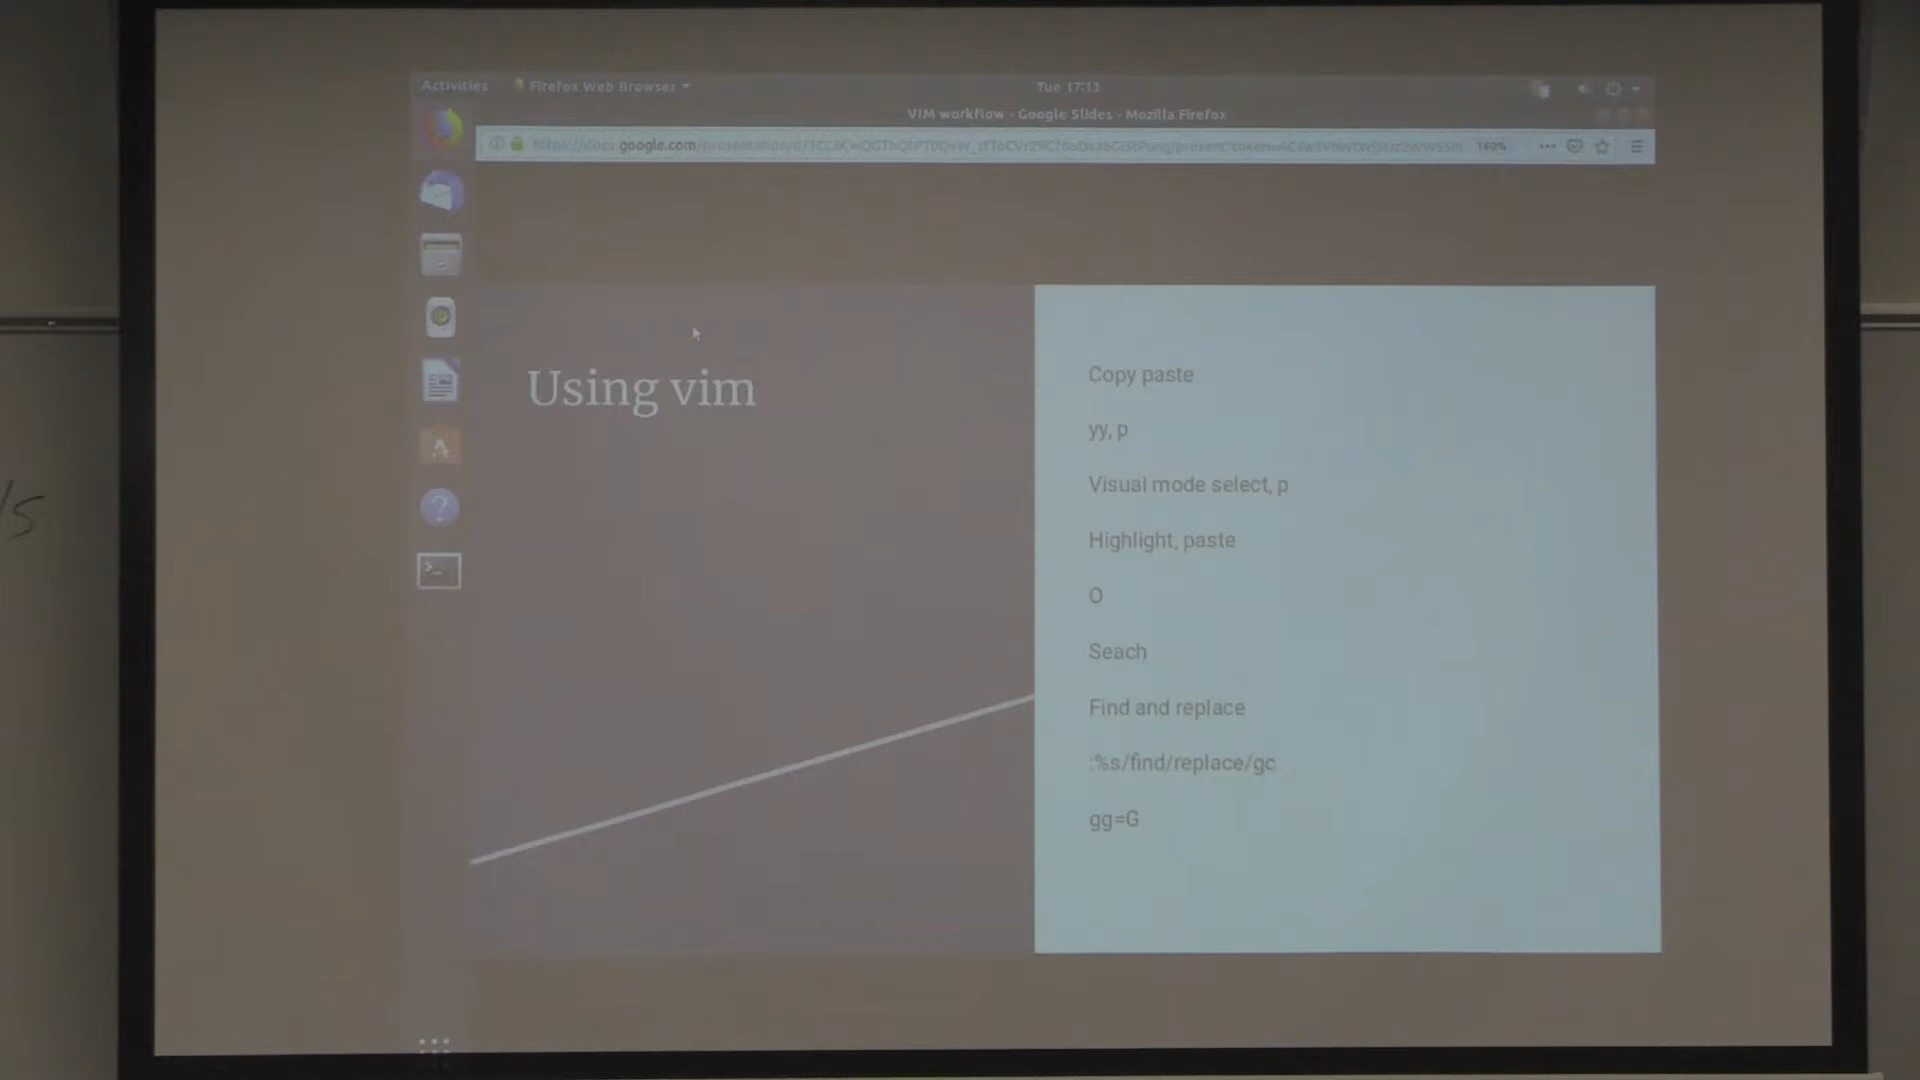 Activities
Firefox Web Browser
Tue 17:13
VIM workflow - Google Slides - Mozilla Firefox
google.com
160%
Using vim
Copy paste
yy, p
Visual mode select, p
Highlight, paste
O
Seach
Find and replace
:%s/find/replace/gc
gg=G